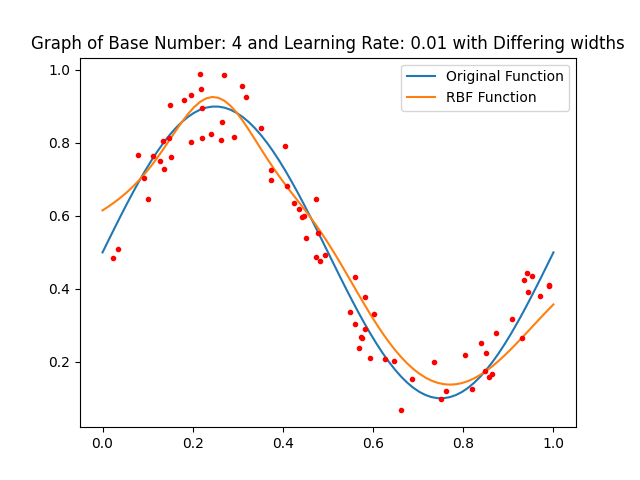 Graph of Base Number: 4 and Learning Rate: 0.01 with Differing widths
Original Function
RBF Function
1.0
0.8
0.6
0.4
0.2
0.0 0.2 0.4 0.6 0.8 1.0